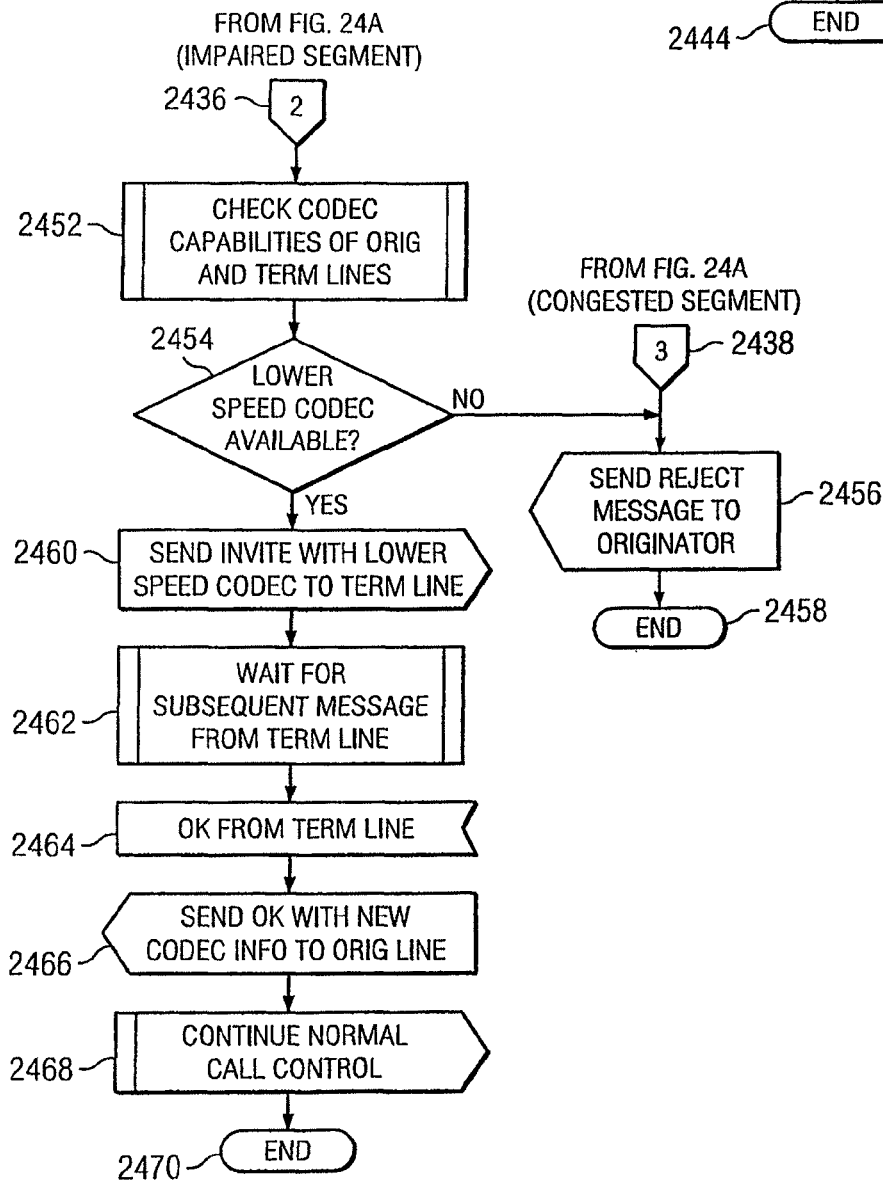 FROM FIG. 24A
(IMPAIRED SEGMENT)
2444
END
2436
2
2452
CHECK CODEC
CAPABILITIES OF ORIG
AND TERM LINES
FROM FIG. 24A
(CONGESTED SEGMENT)
3
2438
2454
LOWER
SPEED CODEC
AVAILABLE?
NO
YES
SEND REJECT
MESSAGE TO
ORIGINATOR
2456
END
2458
2460
SEND INVITE WITH LOWER
SPEED CODEC TO TERM LINE
2462
WAIT FOR
SUBSEQUENT MESSAGE
FROM TERM LINE
2464
OK FROM TERM LINE
2466
SEND OK WITH NEW
CODEC INFO TO ORIG LINE
2468
CONTINUE NORMAL
CALL CONTROL
2470
END